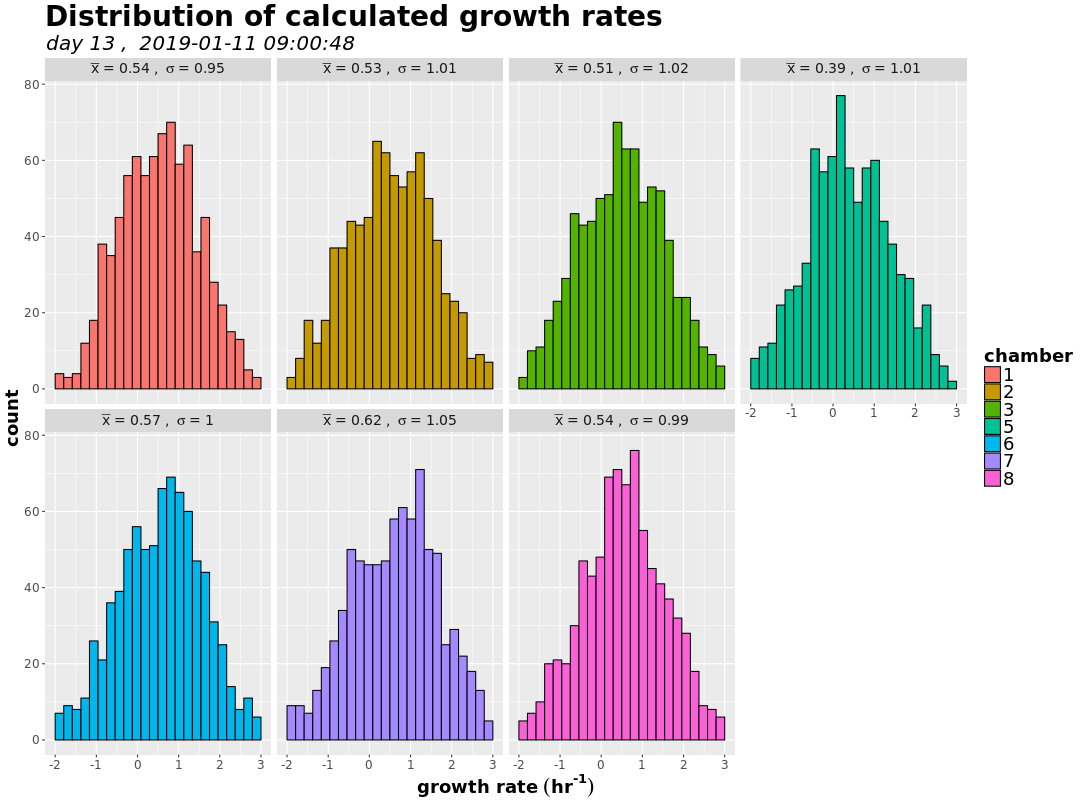 Distribution of calculated growth rates
day 13 ,  2019-01-11 09:00:48
x̅ = 0.54 ,  σ = 0.95
x̅ = 0.53 ,  σ = 1.01
x̅ = 0.51 ,  σ = 1.02
x̅ = 0.39 ,  σ = 1.01
80
60
40
20
0
-2 -1 0 1 2 3
x̅ = 0.57 ,  σ = 1
x̅ = 0.62 ,  σ = 1.05
x̅ = 0.54 ,  σ = 0.99
80
60
40
20
0
-2 -1 0 1 2 3
-2 -1 0 1 2 3
-2 -1 0 1 2 3
count
growth rate (hr⁻¹)
chamber
1
2
3
5
6
7
8